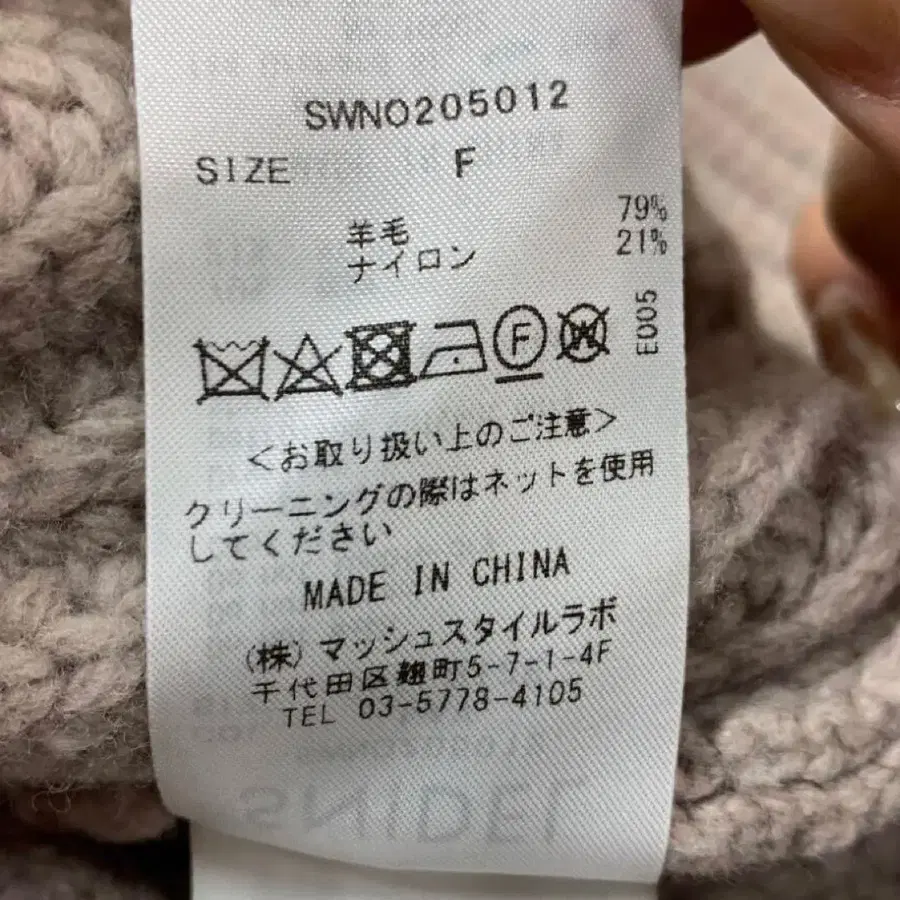 SWNO205012
SIZE F
羊毛 79%
ナイロン 21%
E005
F W
<お取り扱い上のご注意>
クリーニングの際はネットを使用
してください
MADE IN CHINA
(株)マッシュスタイルラボ
千代田区麹町5-7-1-4F
TEL 03-5778-4105
SNIDEL